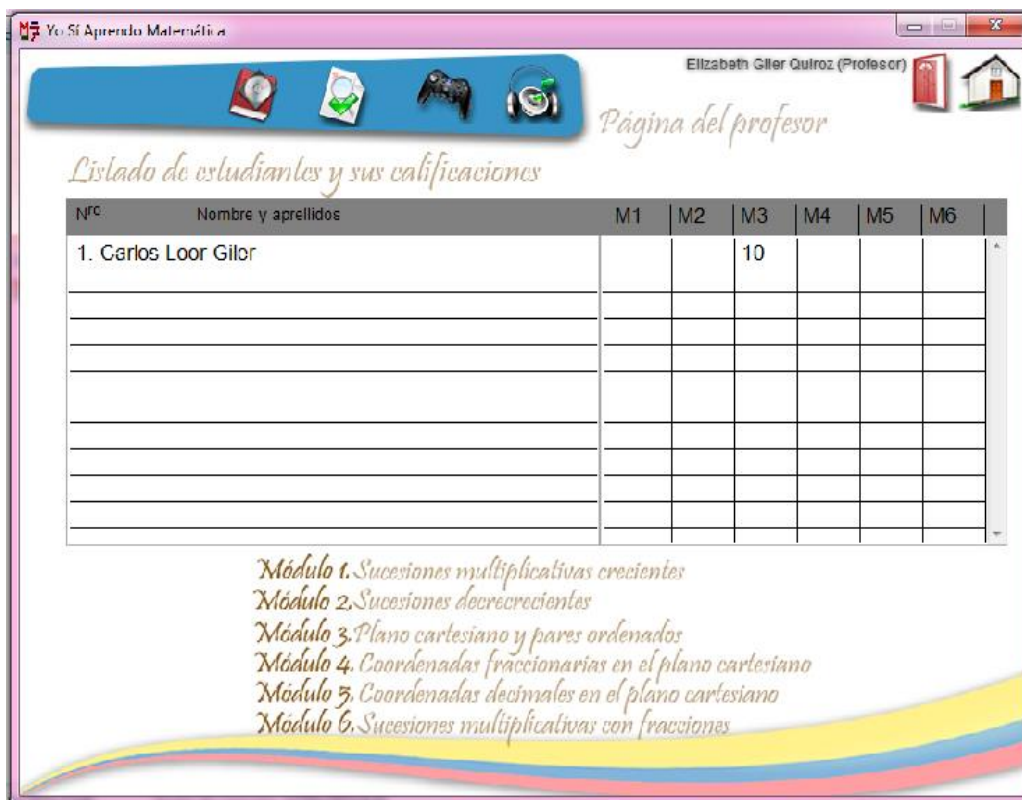 Yo Sí Aprendo Matemática
Elizabeth Giler Quiroz (Profesor)
Página del profesor
Listado de estudiantes y sus calificaciones
Nro Nombre y aprellidos M1 M2 M3 M4 M5 M6
1. Carlos Loor Giler 10
Módulo 1. Sucesiones multiplicativas crecientes
Módulo 2. Sucesiones decrecrecientes
Módulo 3. Plano cartesiano y pares ordenados
Módulo 4. Coordenadas fraccionarias en el plano cartesiano
Módulo 5. Coordenadas decimales en el plano cartesiano
Módulo 6. Sucesiones multiplicativas con fracciones